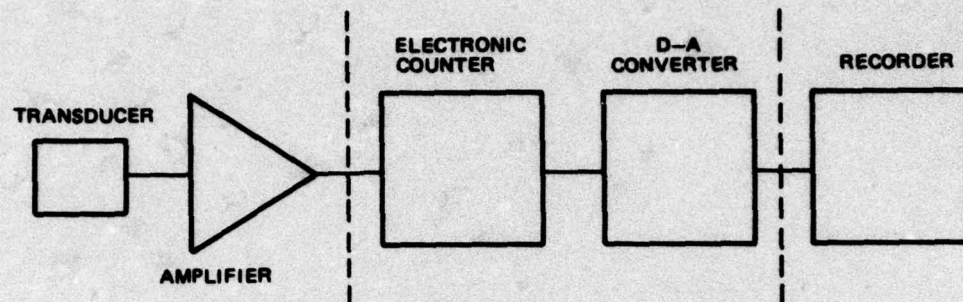 TRANSDUCER
AMPLIFIER
ELECTRONIC
COUNTER
D-A
CONVERTER
RECORDER